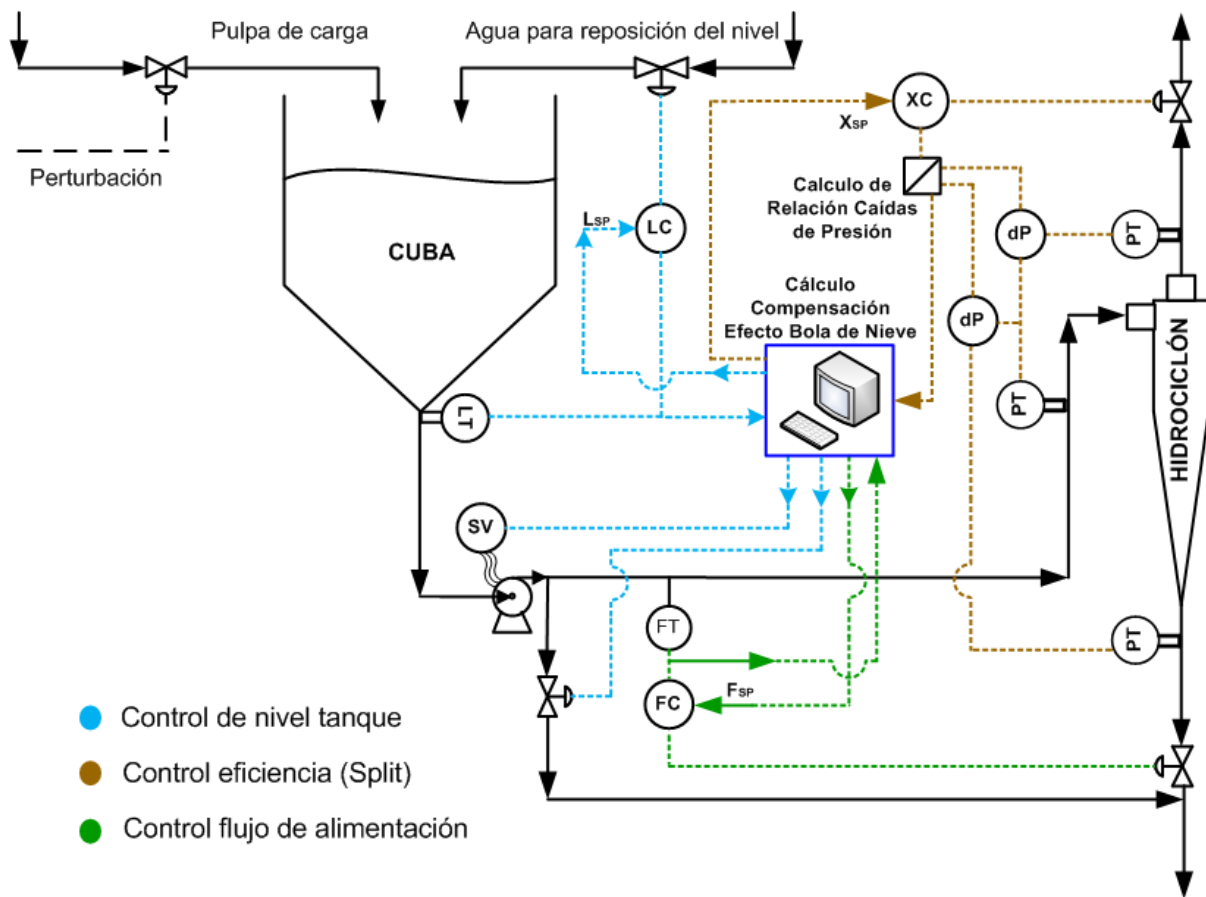 Pulpa de carga
Agua para reposición del nivel
Perturbación
CUBA
XC
XSP
Calculo de
Relación Caídas
de Presión
LSP
LC
dP
PT
dP
Cálculo
Compensación
Efecto Bola de Nieve
PT
HIDROCICLÓN
LT
SV
FT
PT
FSP
FC
Control de nivel tanque
Control eficiencia (Split)
Control flujo de alimentación